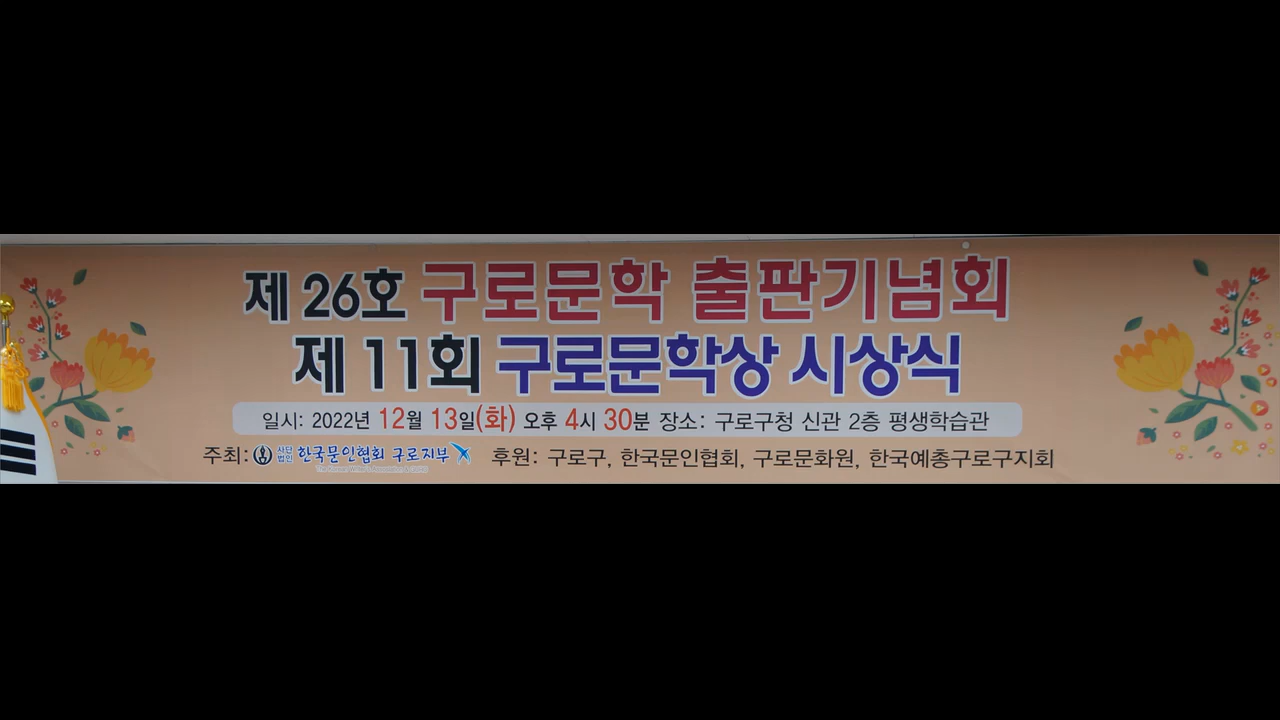 제 26호 구로문학 출판기념회
제 11회 구로문학상 시상식
일시: 2022년 12월 13일(화) 오후 4시 30분 장소: 구로구청 신관 2층 평생학습관
주최: 사단법인 한국문인협회 구로지부 후원: 구로구, 한국문인협회, 구로문화원, 한국예총구로구지회